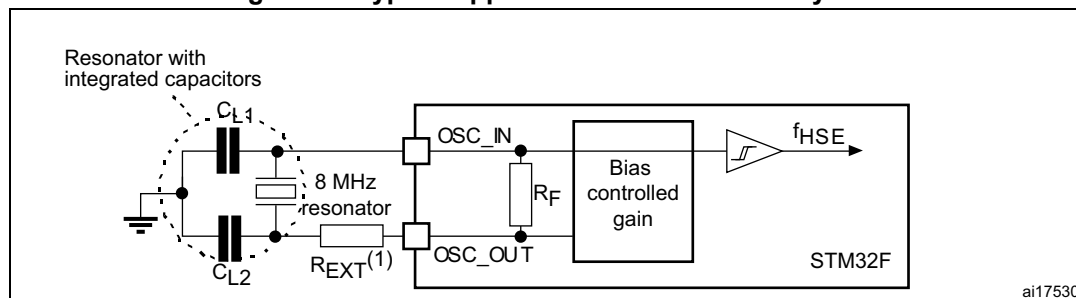 Resonator with
integrated capacitors
CL1
OSC_IN
fHSE
8 MHz
resonator
RF
Bias
controlled
gain
REXT(1)
OSC_OUT
STM32F
CL2
ai17530